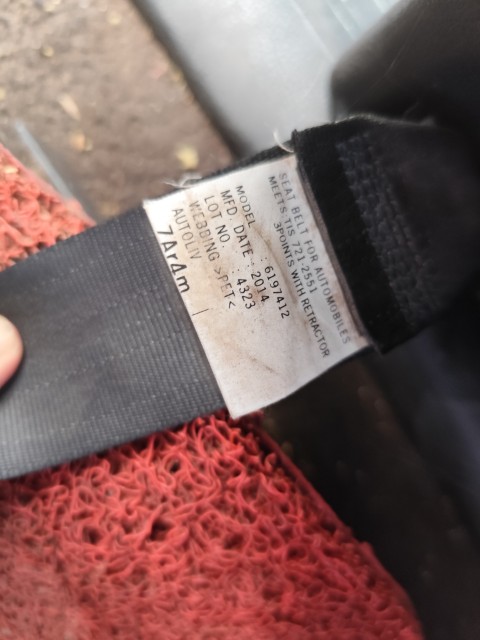 SEAT BELT FOR AUTOMOBILES
MEETS TIS 721-2551
3POINTS WITH RETRACTOR
MODEL : 6197412
MFD. DATE : 2014
LOT NO. : 4323
WEBBING >PET<
AUTOLIV
7ArΔm